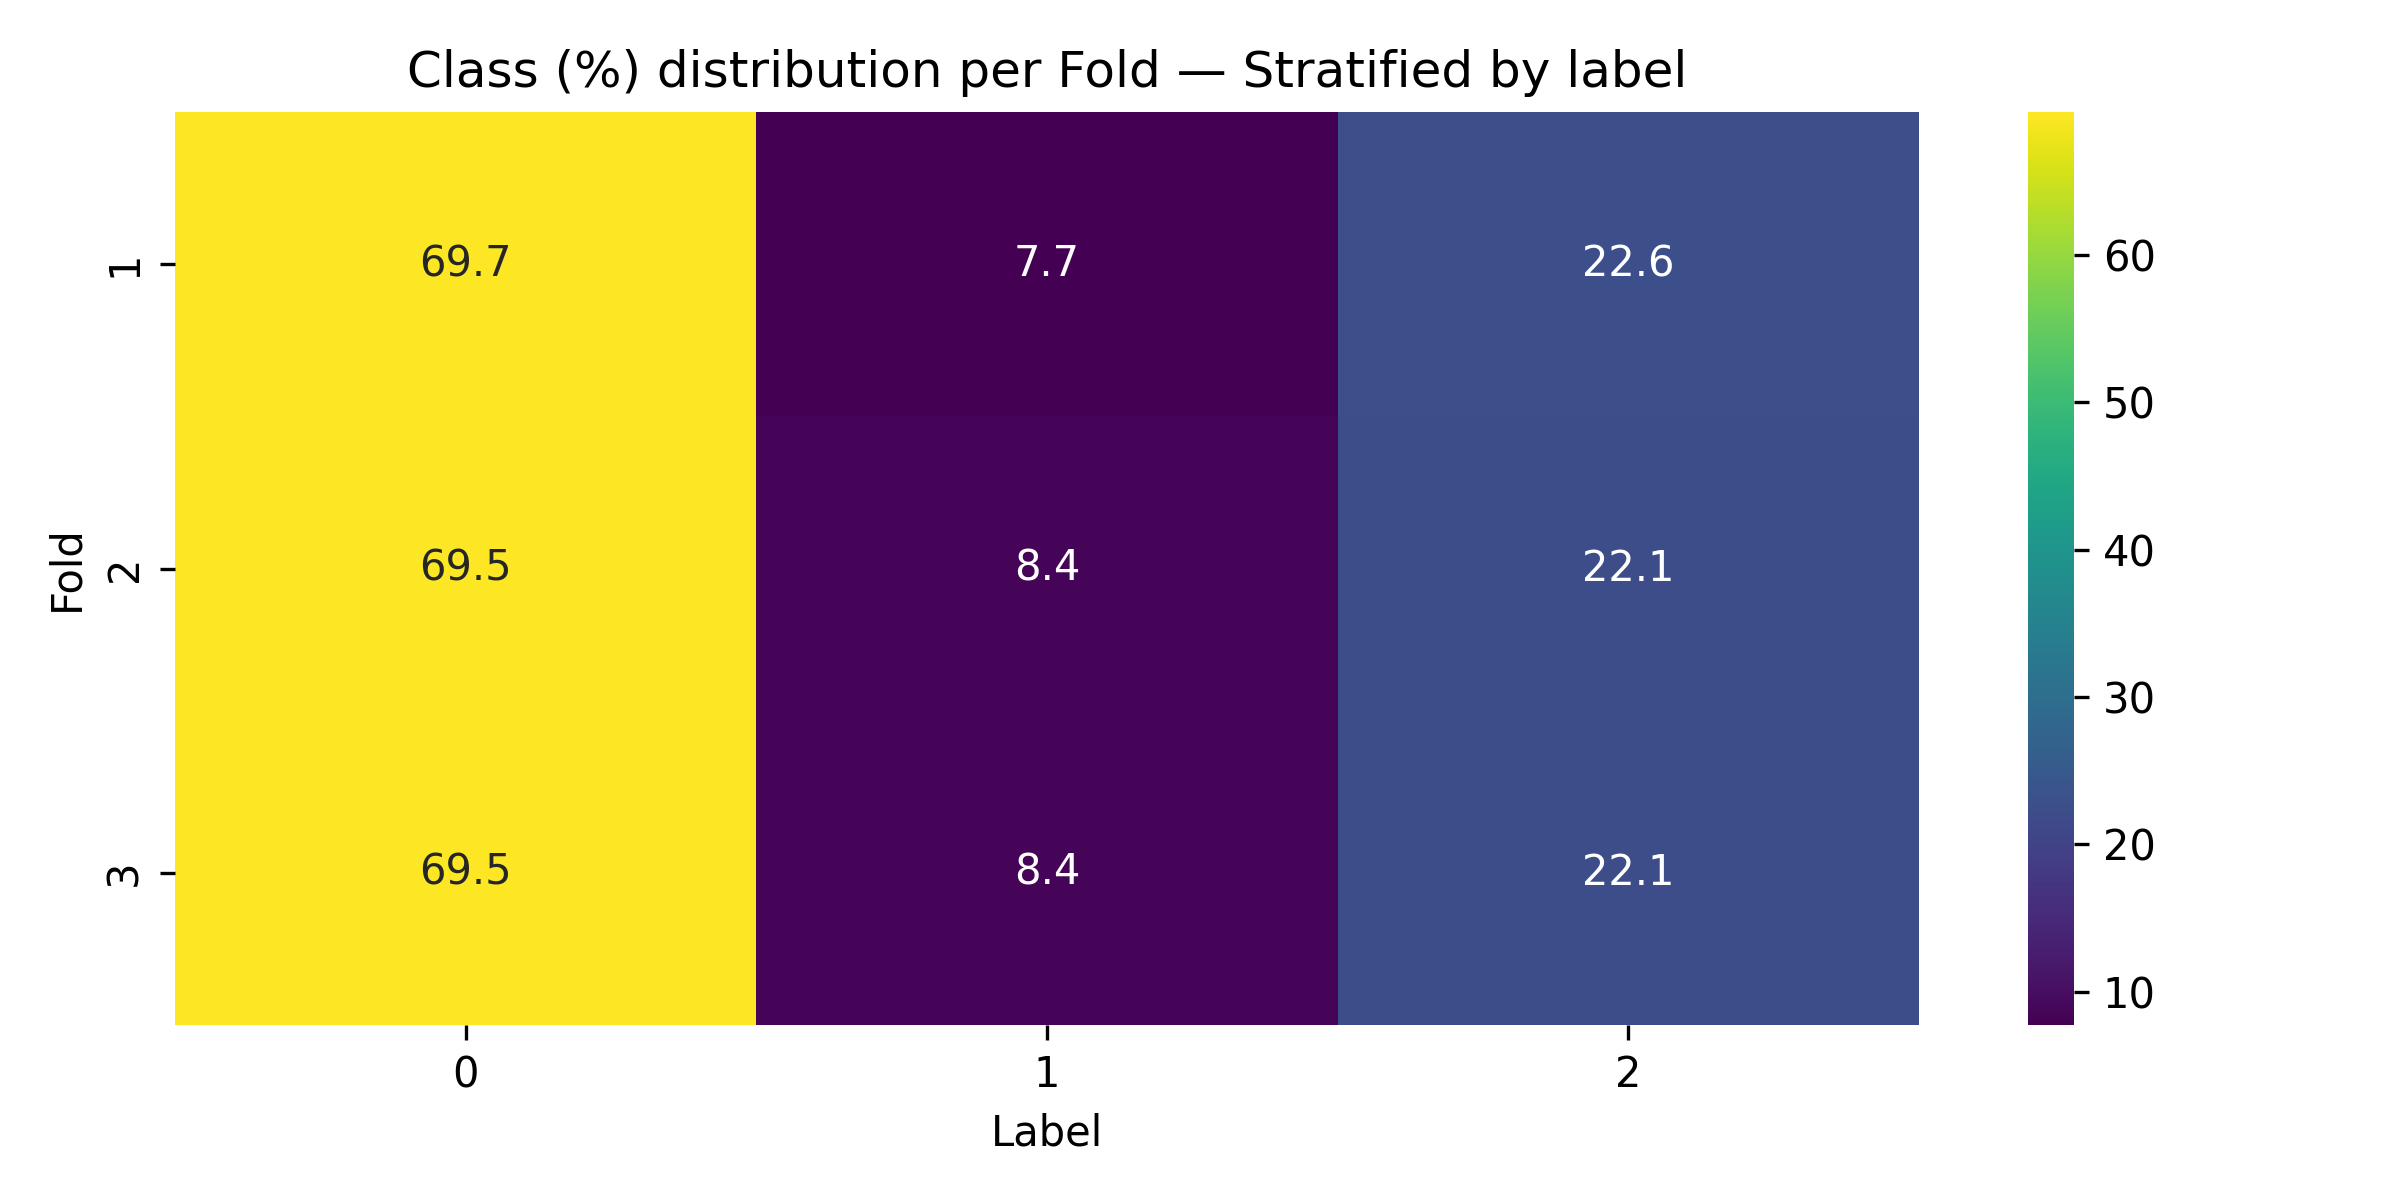 Class (%) distribution per Fold — Stratified by label
69.7 7.7 22.6
69.5 8.4 22.1
69.5 8.4 22.1
1
2
3
Fold
0 1 2
Label
60
50
40
30
20
10